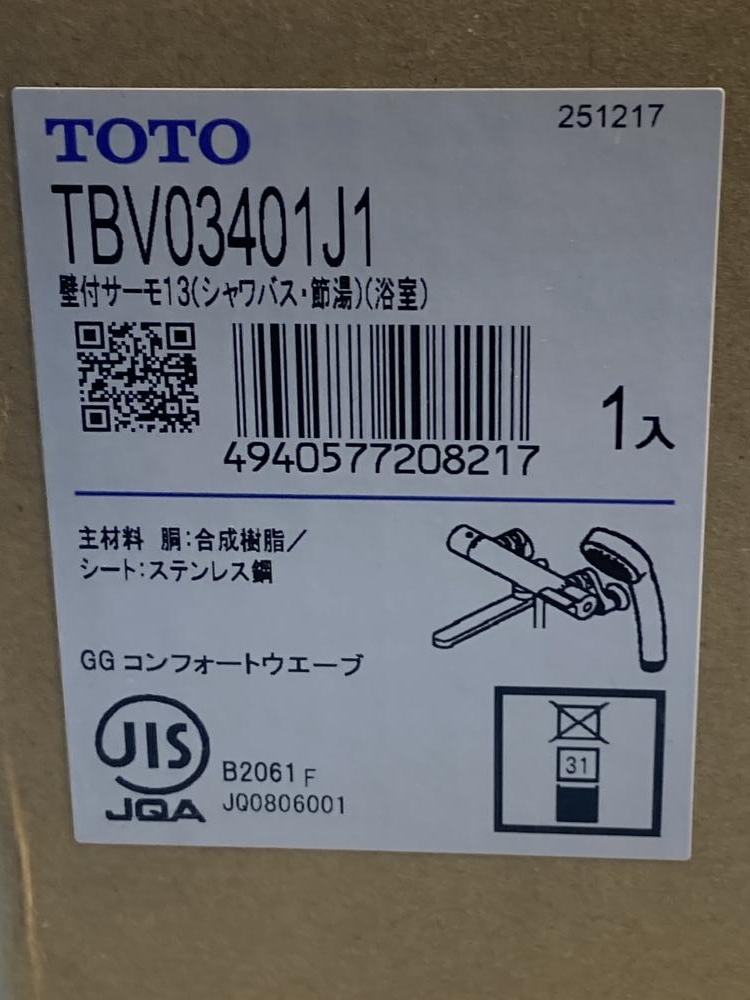 TOTO
251217
TBV03401J1
壁付サーモ13(シャワバス・節湯)(浴室)
4940577208217
1入
主材料 胴:合成樹脂/
シート:ステンレス鋼
GGコンフォートウエーブ
JIS
JQA
B2061 F
JQ0806001
31